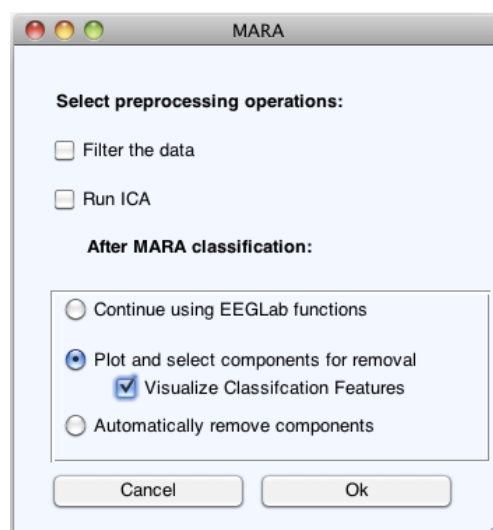 MARA
Select preprocessing operations:
Filter the data
Run ICA
After MARA classification:
Continue using EEGLab functions
Plot and select components for removal
Visualize Classifcation Features
Automatically remove components
Cancel
Ok